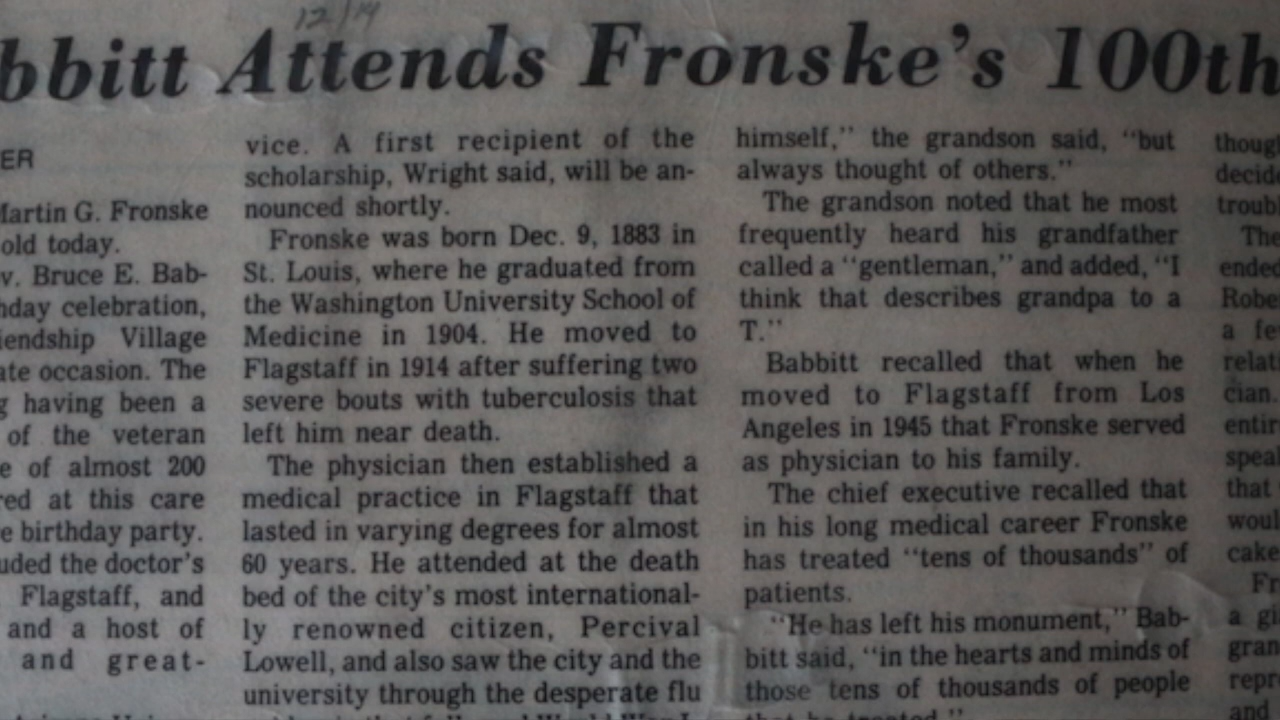 12/14
bbitt Attends Fronske's 100th
ER
Martin G. Fronske
old today.
v. Bruce E. Bab-
hday celebration,
iendship Village
ate occasion. The
g having been a
of the veteran
e of almost 200
red at this care
e birthday party.
uded the doctor's
Flagstaff, and
and a host of
and great-
vice. A first recipient of the
scholarship, Wright said, will be an-
nounced shortly.
Fronske was born Dec. 9, 1883 in
St. Louis, where he graduated from
the Washington University School of
Medicine in 1904. He moved to
Flagstaff in 1914 after suffering two
severe bouts with tuberculosis that
left him near death.
The physician then established a
medical practice in Flagstaff that
lasted in varying degrees for almost
60 years. He attended at the death
bed of the city's most international-
ly renowned citizen, Percival
Lowell, and also saw the city and the
university through the desperate flu
himself," the grandson said, "but
always thought of others."
The grandson noted that he most
frequently heard his grandfather
called a "gentleman," and added, "I
think that describes grandpa to a
T."
Babbitt recalled that when he
moved to Flagstaff from Los
Angeles in 1945 that Fronske served
as physician to his family.
The chief executive recalled that
in his long medical career Fronske
has treated "tens of thousands" of
patients.
"He has left his monument," Bab-
bitt said, "in the hearts and minds of
those tens of thousands of people
that he treated."
though
decide
troubl
The
ended
Robe
a fe
relati
cian.
entir
speal
that
woul
cake
Fr
a gi
gran
repr
and